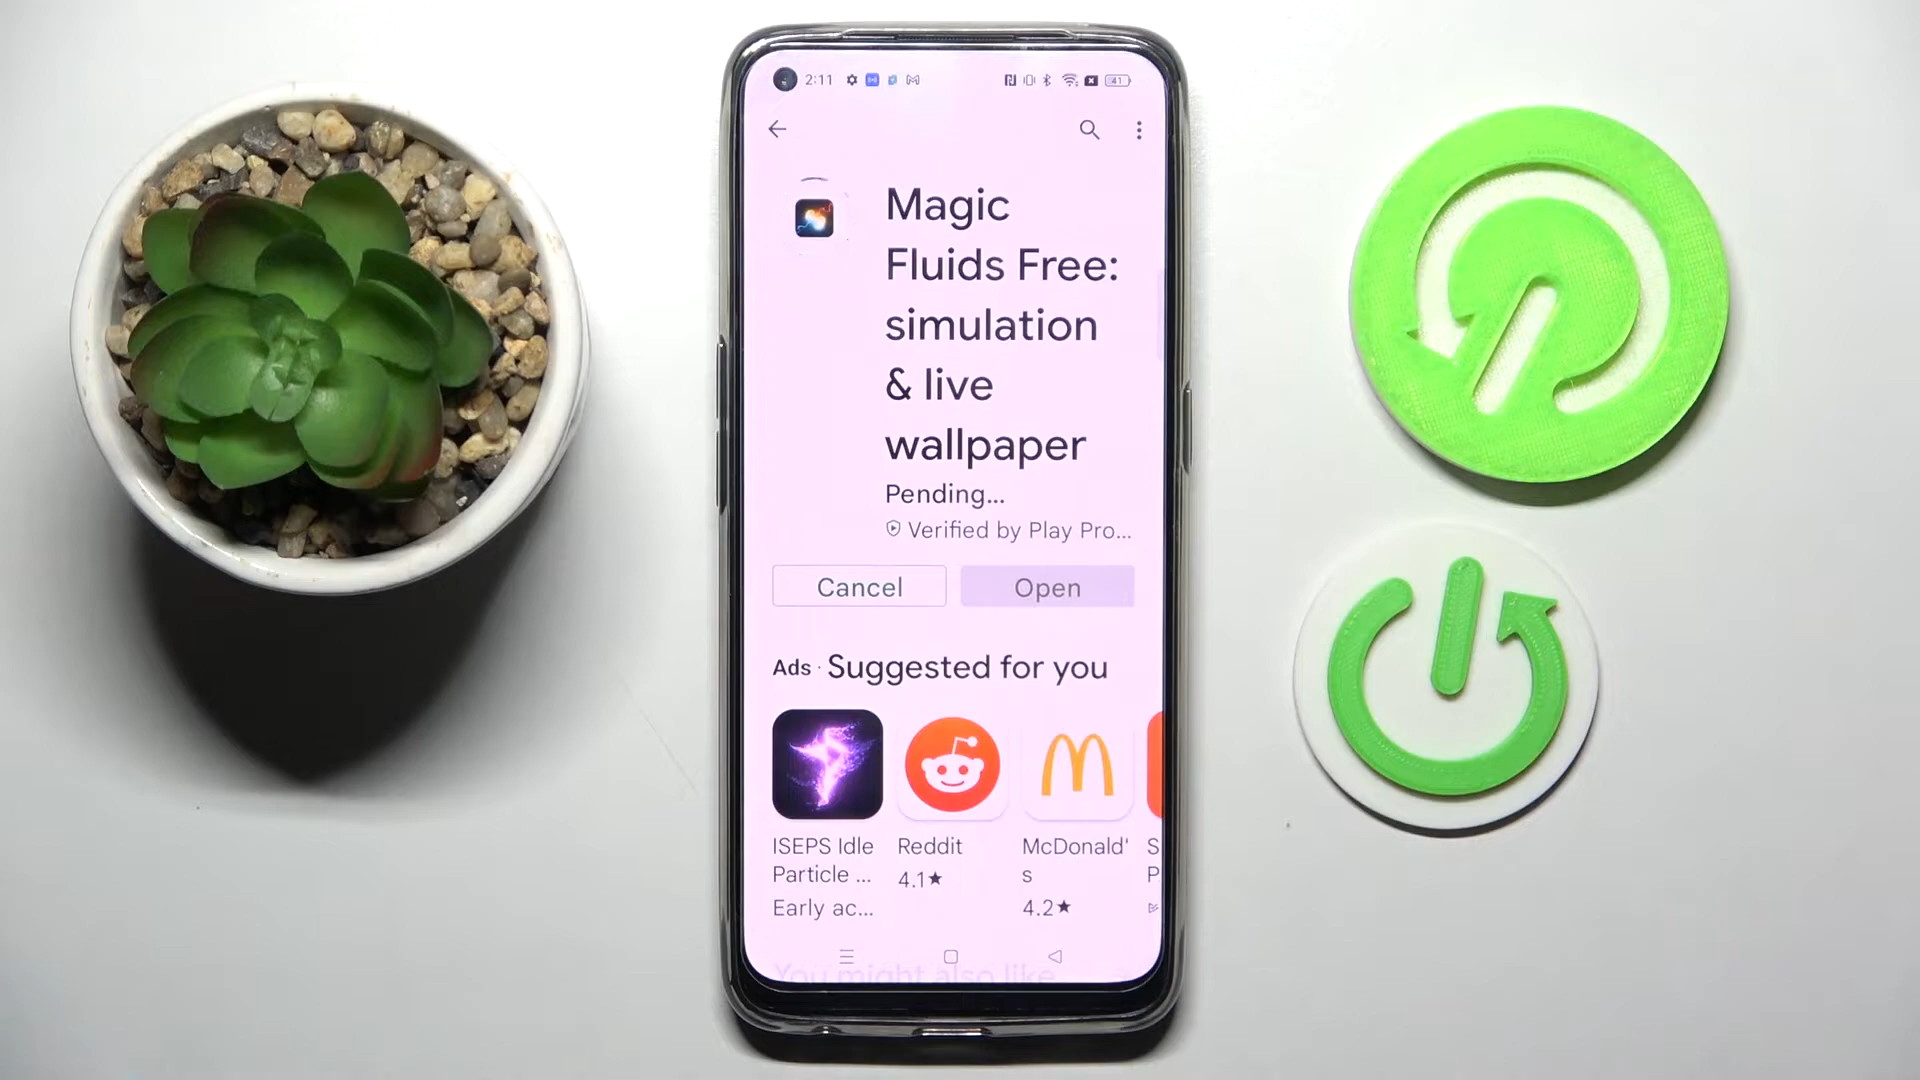 2:11
41
Magic
Fluids Free:
simulation
& live
wallpaper
Pending...
Verified by Play Pro...
Cancel
Open
Ads · Suggested for you
ISEPS Idle
Particle ...
Early ac...
Reddit
4.1★
McDonald'
s
4.2★
S
P
You might also like